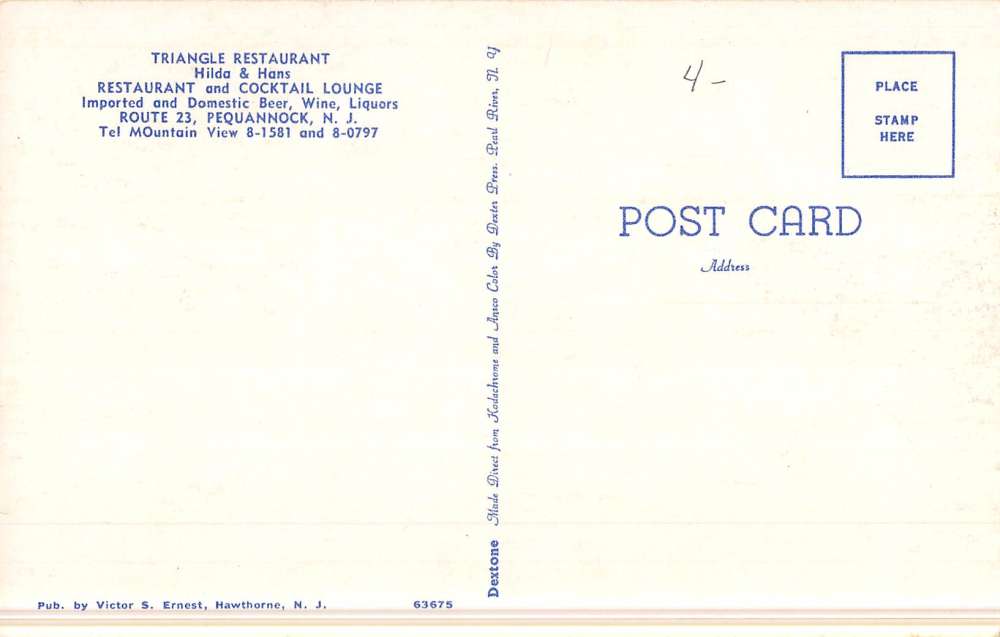 TRIANGLE RESTAURANT
Hilda & Hans
RESTAURANT and COCKTAIL LOUNGE
Imported and Domestic Beer, Wine, Liquors
ROUTE 23, PEQUANNOCK, N. J.
Tel MOuntain View 8-1581 and 8-0797
Pub. by Victor S. Ernest, Hawthorne, N. J.
63675
Dextone Made Direct from Kodachrome and Ansco Color By Dexter Press. Pearl River, N. Y
4-
PLACE
STAMP
HERE
POST CARD
Address